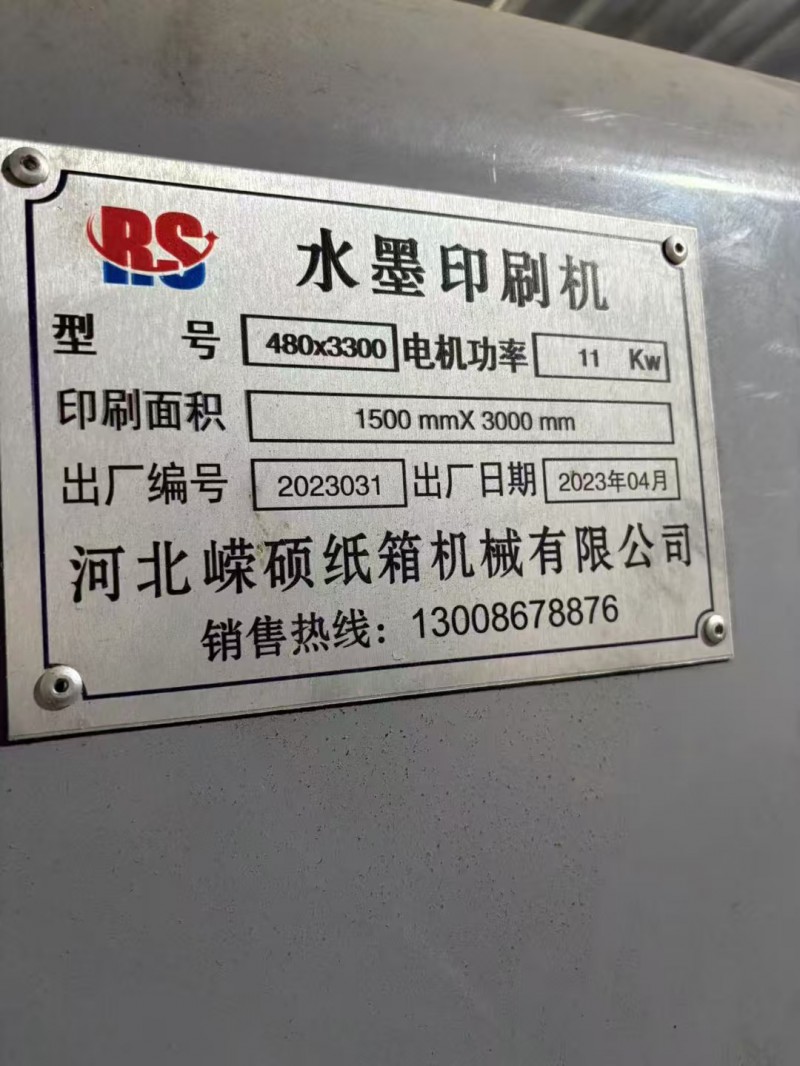 RS 水墨印刷机
型 号 480x3300 电机功率 11 Kw
印刷面积 1500 mmX 3000 mm
出厂编号 2023031 出厂日期 2023年04月
河北嵘硕纸箱机械有限公司
销售热线：13008678876